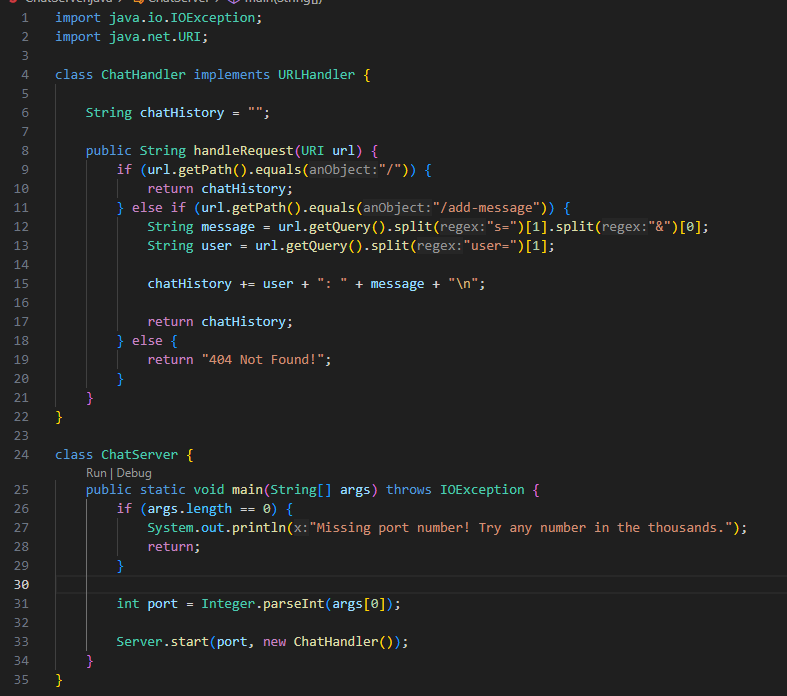 ChatServer.java > ChatServer > main(String[])
1 import java.io.IOException;
2 import java.net.URI;
3
4 class ChatHandler implements URLHandler {
5
6 String chatHistory = "";
7
8 public String handleRequest(URI url) {
9 if (url.getPath().equals(anObject:"/")) {
10 return chatHistory;
11 } else if (url.getPath().equals(anObject:"/add-message")) {
12 String message = url.getQuery().split(regex:"s=")[1].split(regex:"&")[0];
13 String user = url.getQuery().split(regex:"user=")[1];
14
15 chatHistory += user + ": " + message + "\n";
16
17 return chatHistory;
18 } else {
19 return "404 Not Found!";
20 }
21 }
22 }
23
24 class ChatServer {
Run | Debug
25 public static void main(String[] args) throws IOException {
26 if (args.length == 0) {
27 System.out.println(x:"Missing port number! Try any number in the thousands.");
28 return;
29 }
30
31 int port = Integer.parseInt(args[0]);
32
33 Server.start(port, new ChatHandler());
34 }
35 }